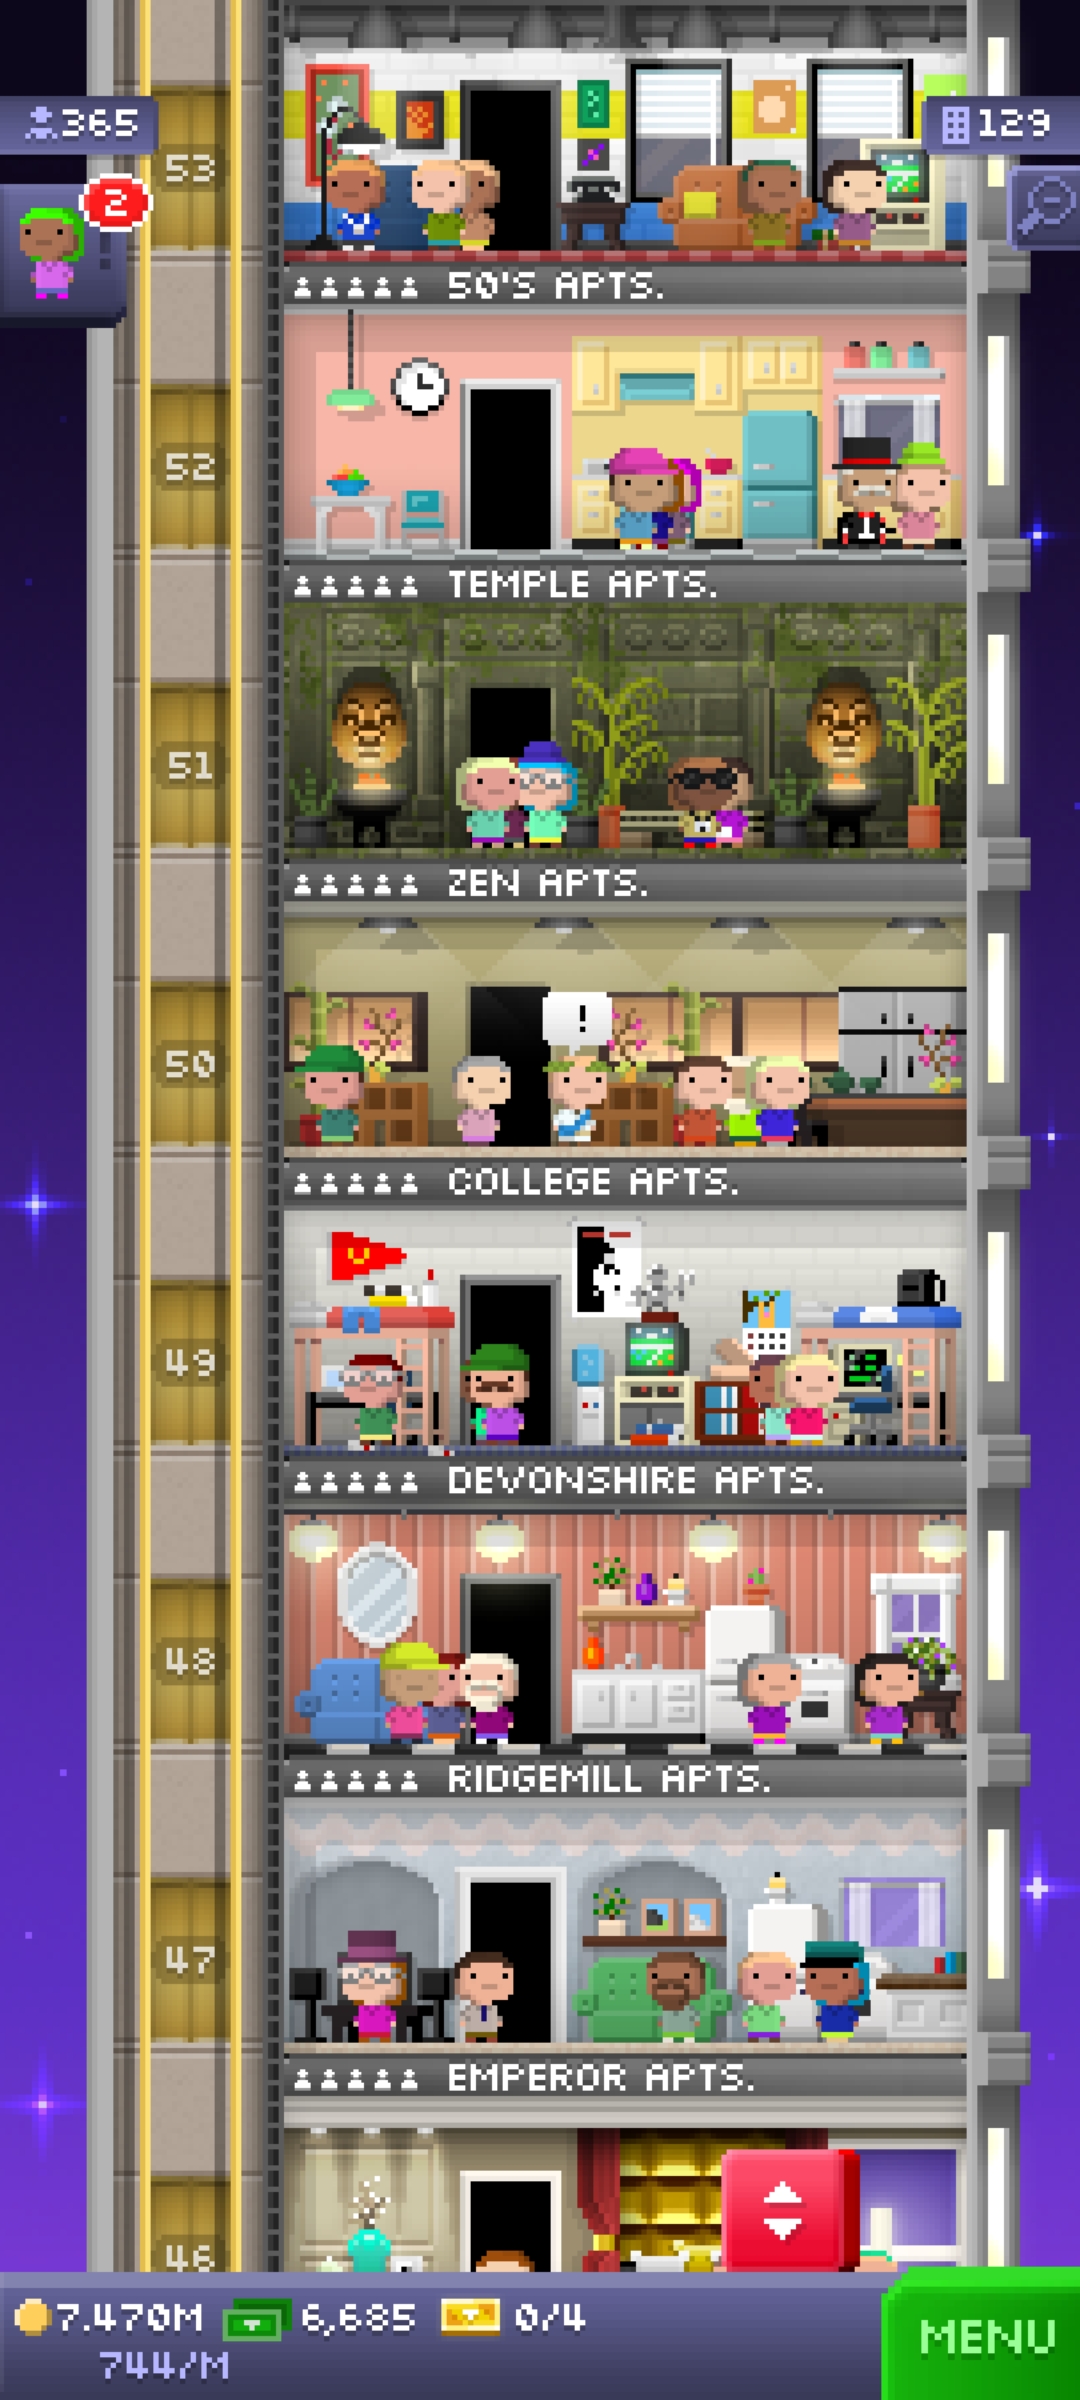 365
129
2
53
50'S APTS.
52
TEMPLE APTS.
51
ZEN APTS.
50
!
COLLEGE APTS.
49
DEVONSHIRE APTS.
48
RIDGEMILL APTS.
47
EMPEROR APTS.
46
7.470M 6,685 0/4
744/M
MENU